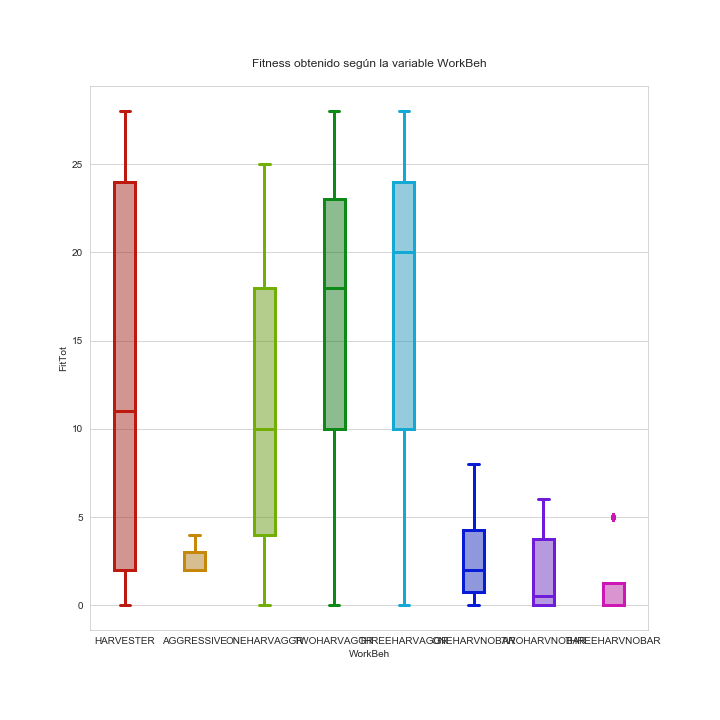 Fitness obtenido según la variable WorkBeh
25
20
15
10
5
0
FitTot
HARVESTER AGGRESSIVE ONEHARVAGGR TWOHARVAGGR THREEHARVAGGR ONEHARVNOBAR TWOHARVNOBAR THREEHARVNOBAR
WorkBeh